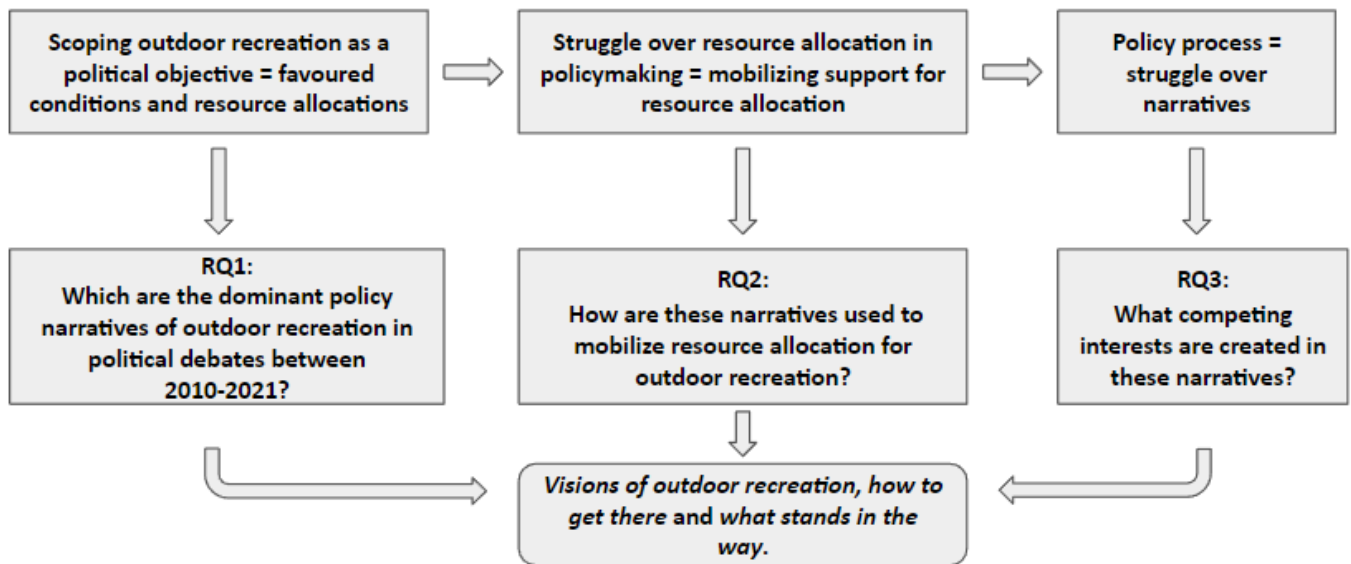 Scoping outdoor recreation as a
political objective = favoured
conditions and resource allocations
Struggle over resource allocation in
policymaking = mobilizing support for
resource allocation
Policy process =
struggle over
narratives
RQ1:
Which are the dominant policy
narratives of outdoor recreation in
political debates between
2010-2021?
RQ2:
How are these narratives used to
mobilize resource allocation for
outdoor recreation?
RQ3:
What competing
interests are created in
these narratives?
Visions of outdoor recreation, how to
get there and what stands in the
way.